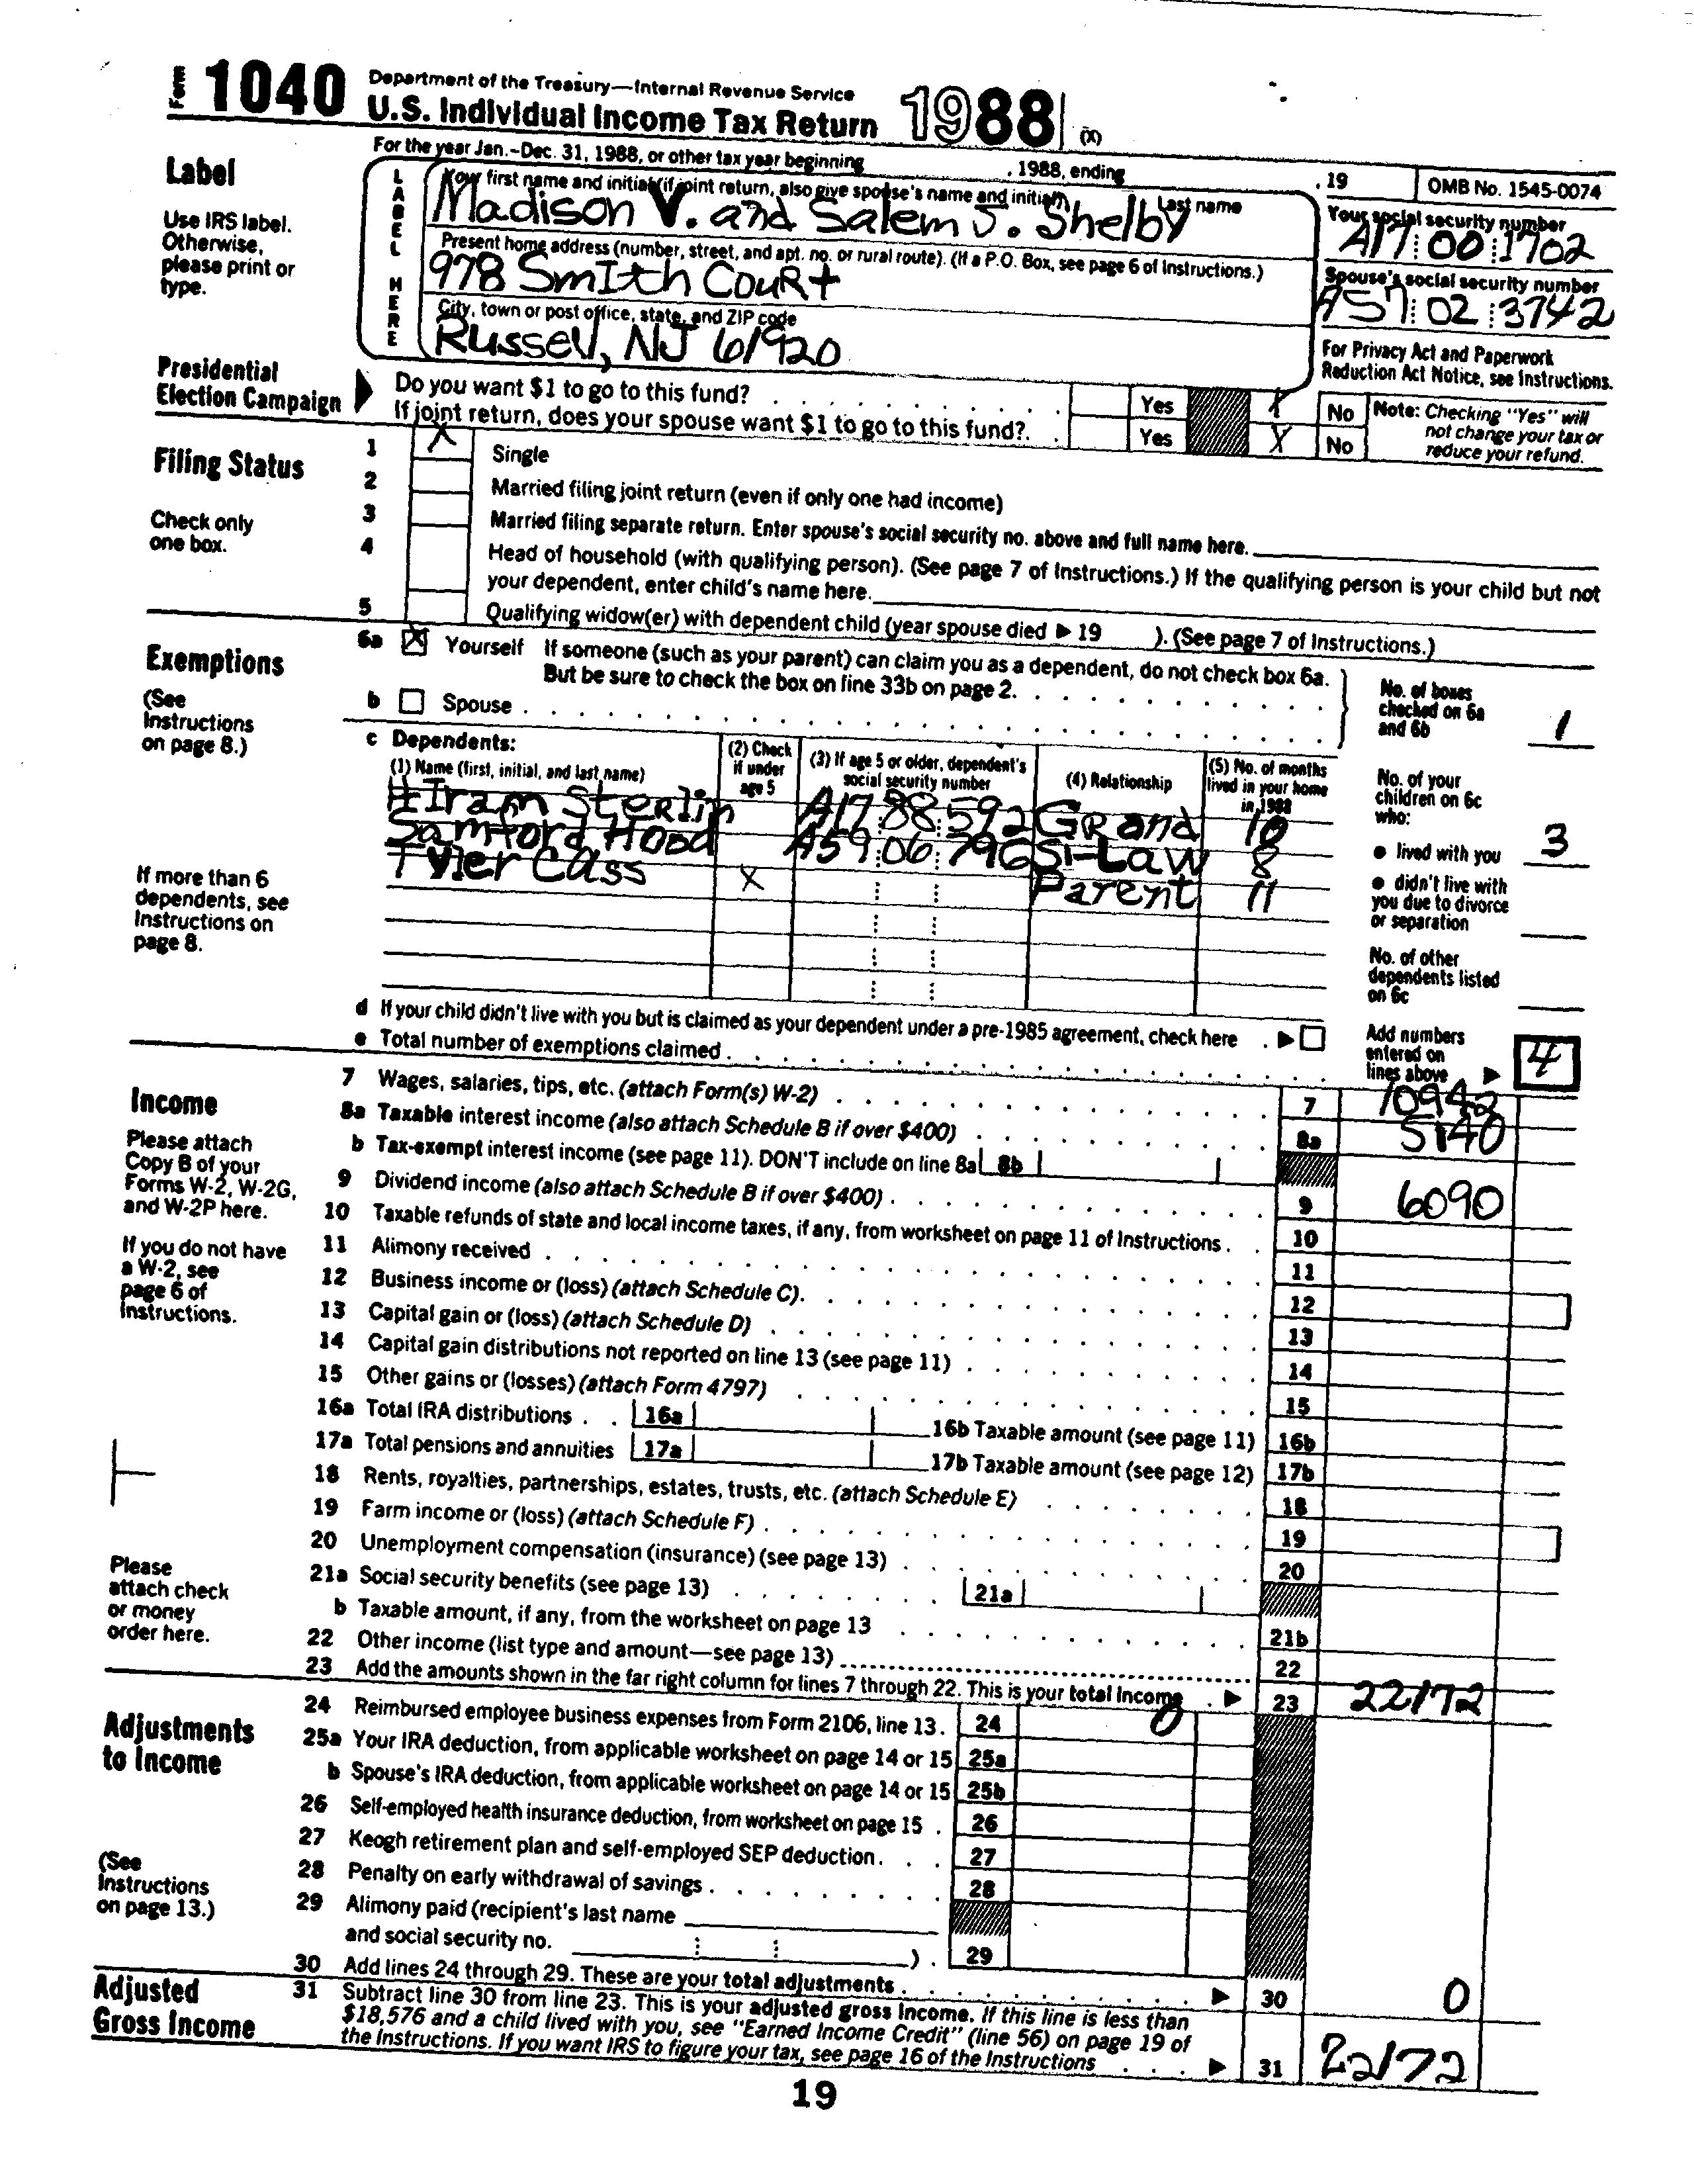 Form 1040 Department of the Treasury—Internal Revenue Service
U.S. Individual Income Tax Return 1988 (X)
For the year Jan.–Dec. 31, 1988, or other tax year beginning , 1988, ending , 19 OMB No. 1545-0074
Label
Use IRS label.
Otherwise,
please print or
type.
LABEL HERE
Your first name and initial (if joint return, also give spouse's name and initial) Last name
Madison V. and Salem J. Shelby
Present home address (number, street, and apt. no. or rural route). (If a P.O. Box, see page 6 of Instructions.)
978 SmIth CouRt
City, town or post office, state, and ZIP code
Russell, NJ 61920
Your social security number
A17:00:1702
Spouse's social security number
A57:02:3742
For Privacy Act and Paperwork
Reduction Act Notice, see Instructions.
Presidential
Election Campaign
Do you want $1 to go to this fund? Yes X No
If joint return, does your spouse want $1 to go to this fund?. Yes X No
Note: Checking "Yes" will
not change your tax or
reduce your refund.
Filing Status
Check only
one box.
1 X Single
2 Married filing joint return (even if only one had income)
3 Married filing separate return. Enter spouse's social security no. above and full name here.
4 Head of household (with qualifying person). (See page 7 of Instructions.) If the qualifying person is your child but not
your dependent, enter child's name here.
5 Qualifying widow(er) with dependent child (year spouse died ▶ 19 ). (See page 7 of Instructions.)
Exemptions
(See
Instructions
on page 8.)
6a X Yourself If someone (such as your parent) can claim you as a dependent, do not check box 6a.
But be sure to check the box on line 33b on page 2.
b Spouse
No. of boxes
checked on 6a
and 6b 1
c Dependents:
(1) Name (first, initial, and last name)
(2) Check
if under
age 5
(3) If age 5 or older, dependent's
social security number
(4) Relationship
(5) No. of months
lived in your home
in 1988
HIram SteRlin A17:88:592 GRand 10
Samford Hood A59:06:796 SI-Law 8
Tyler Cass X Parent 11
If more than 6
dependents, see
Instructions on
page 8.
No. of your
children on 6c
who:
● lived with you 3
● didn't live with
you due to divorce
or separation
No. of other
dependents listed
on 6c
d If your child didn't live with you but is claimed as your dependent under a pre-1985 agreement, check here . ▶
e Total number of exemptions claimed
Add numbers
entered on
lines above ▶ 4
Income
Please attach
Copy B of your
Forms W-2, W-2G,
and W-2P here.
If you do not have
a W-2, see
page 6 of
Instructions.
7 Wages, salaries, tips, etc. (attach Form(s) W-2) 7 10942
8a Taxable interest income (also attach Schedule B if over $400) 8a 5140
b Tax-exempt interest income (see page 11). DON'T include on line 8a 8b
9 Dividend income (also attach Schedule B if over $400) 9 6090
10 Taxable refunds of state and local income taxes, if any, from worksheet on page 11 of Instructions 10
11 Alimony received 11
12 Business income or (loss) (attach Schedule C) 12
13 Capital gain or (loss) (attach Schedule D) 13
14 Capital gain distributions not reported on line 13 (see page 11) 14
15 Other gains or (losses) (attach Form 4797) 15
16a Total IRA distributions 16a 16b Taxable amount (see page 11) 16b
17a Total pensions and annuities 17a 17b Taxable amount (see page 12) 17b
18 Rents, royalties, partnerships, estates, trusts, etc. (attach Schedule E) 18
19 Farm income or (loss) (attach Schedule F) 19
20 Unemployment compensation (insurance) (see page 13) 20
21a Social security benefits (see page 13) 21a
b Taxable amount, if any, from the worksheet on page 13 21b
22 Other income (list type and amount—see page 13) 22
23 Add the amounts shown in the far right column for lines 7 through 22. This is your total income ▶ 23 22172
Please
attach check
or money
order here.
Adjustments
to Income
(See
Instructions
on page 13.)
24 Reimbursed employee business expenses from Form 2106, line 13 . 24 0
25a Your IRA deduction, from applicable worksheet on page 14 or 15 25a
b Spouse's IRA deduction, from applicable worksheet on page 14 or 15 25b
26 Self-employed health insurance deduction, from worksheet on page 15 . 26
27 Keogh retirement plan and self-employed SEP deduction 27
28 Penalty on early withdrawal of savings 28
29 Alimony paid (recipient's last name
and social security no. : : ) . 29
30 Add lines 24 through 29. These are your total adjustments ▶ 30 0
Adjusted
Gross Income
31 Subtract line 30 from line 23. This is your adjusted gross income. If this line is less than
$18,576 and a child lived with you, see "Earned Income Credit" (line 56) on page 19 of
the Instructions. If you want IRS to figure your tax, see page 16 of the Instructions ▶ 31 22172
19